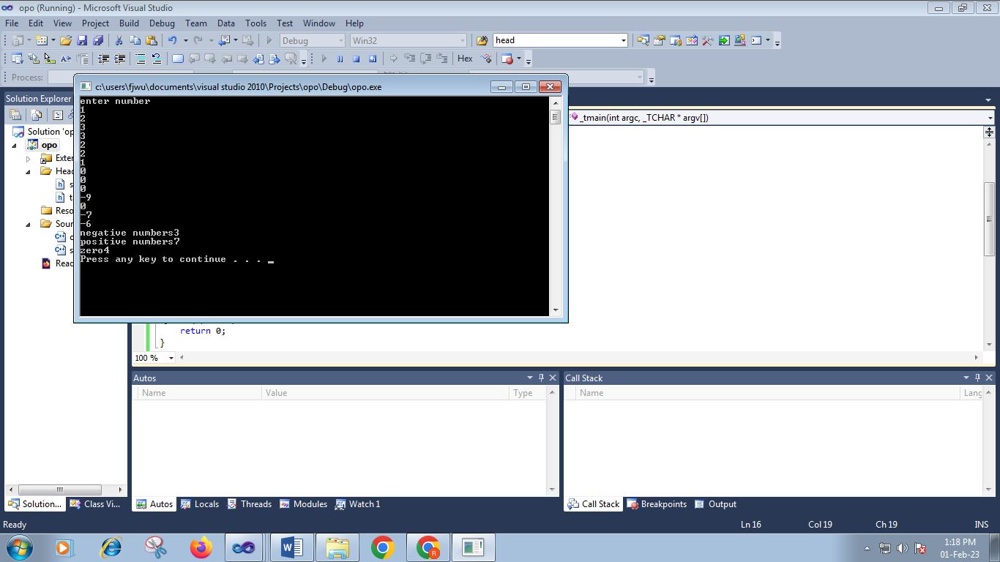 opo (Running) - Microsoft Visual Studio
File Edit View Project Build Debug Team Data Tools Test Window Help
Debug Win32 head
Hex
Process:
Solution Explorer
c:\users\fjwu\documents\visual studio 2010\Projects\opo\Debug\opo.exe
_tmain(int argc, _TCHAR * argv[])
Solution 'op
opo
Exter
Head
s
t
Reso
Sour
s
Read
enter number
1
2
3
3
2
2
1
0
0
0
-9
0
-7
-6
negative numbers3
positive numbers7
zero4
Press any key to continue . . . _
return 0;
}
100 %
Autos
Name Value Type
Call Stack
Name Lang
Solution... Class Vi...
Autos Locals Threads Modules Watch 1
Call Stack Breakpoints Output
Ready Ln 16 Col 19 Ch 19 INS
1:18 PM
01-Feb-23